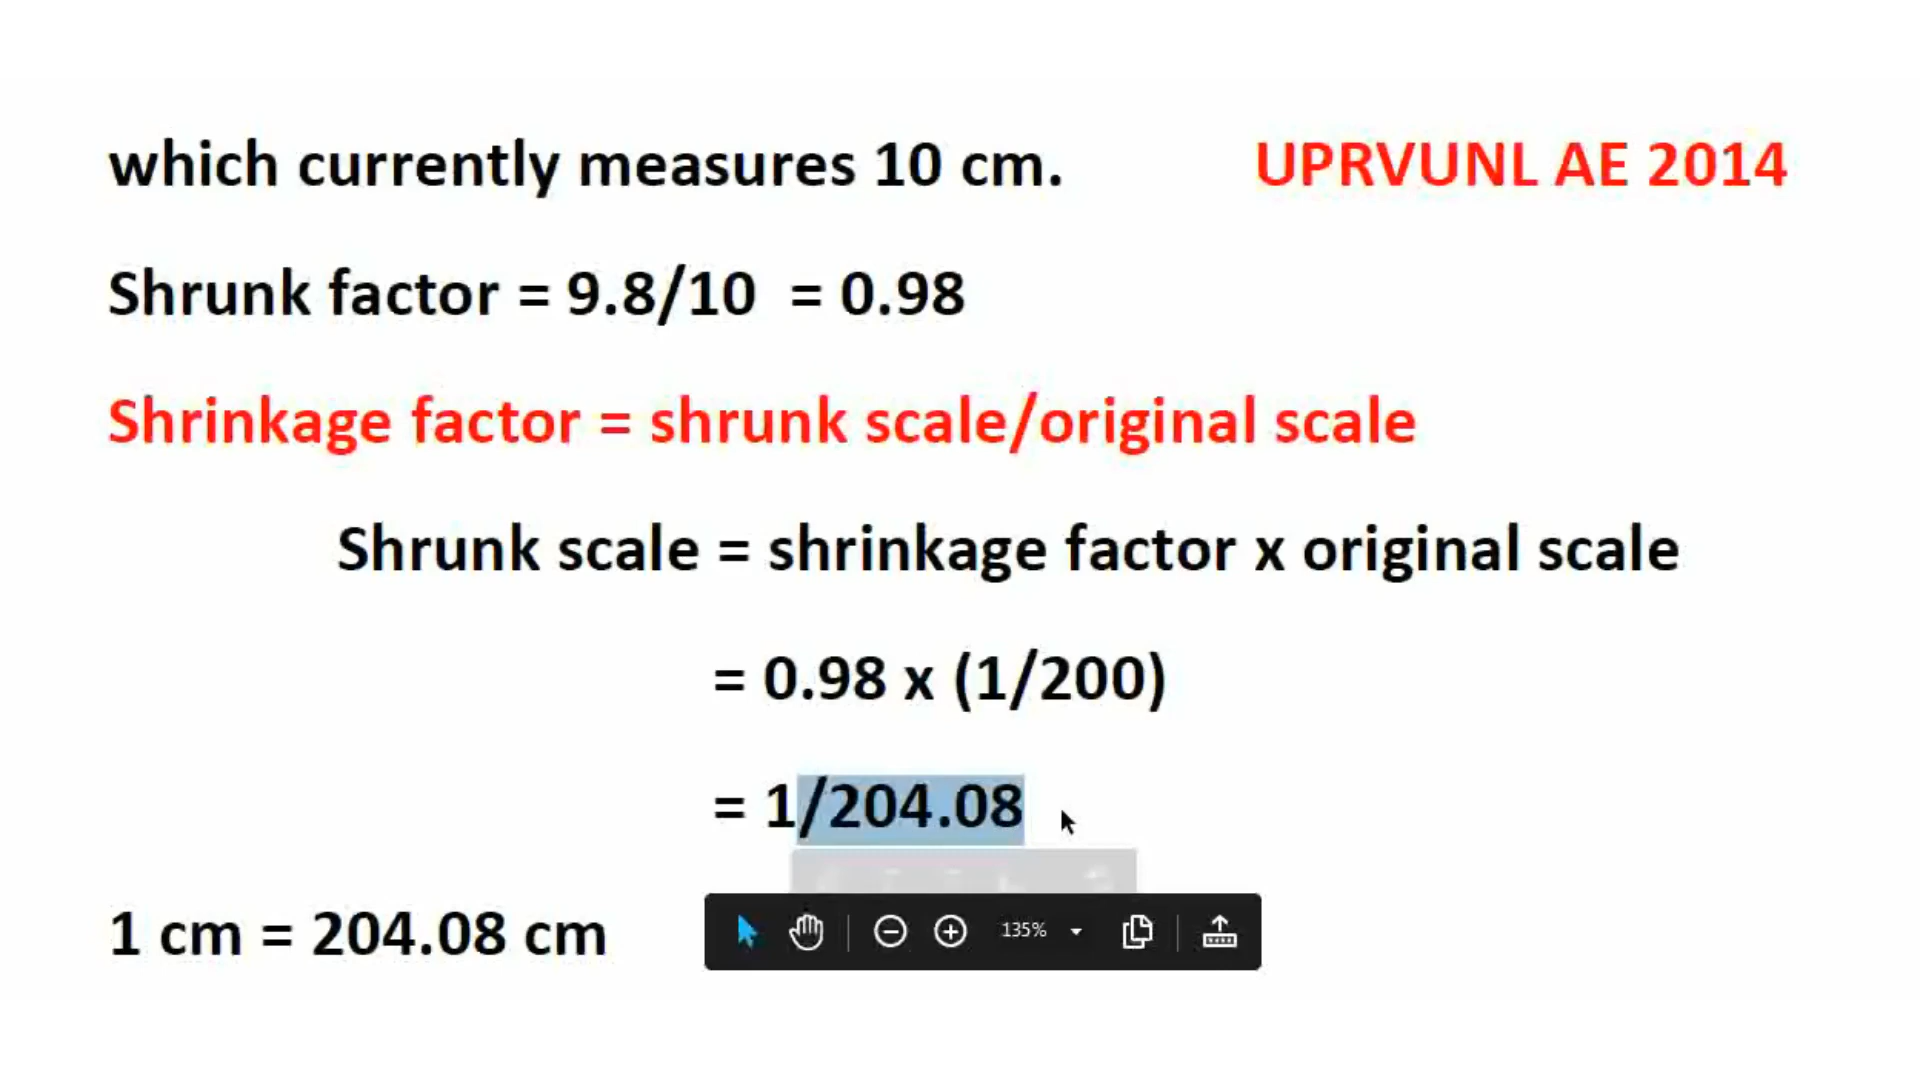 which currently measures 10 cm. UPRVUNL AE 2014
Shrunk factor = 9.8/10 = 0.98
Shrinkage factor = shrunk scale/original scale
Shrunk scale = shrinkage factor x original scale
= 0.98 x (1/200)
= 1/204.08
1 cm = 204.08 cm
135%